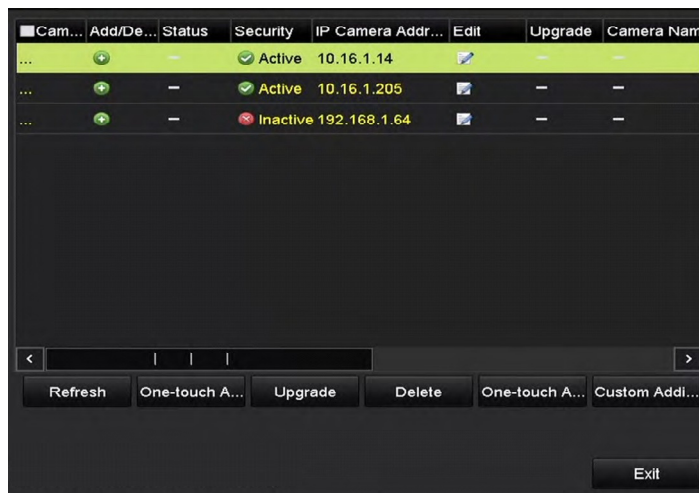 Cam... Add/De... Status Security IP Camera Addr... Edit Upgrade Camera Nam
... Active 10.16.1.14 – –
... – Active 10.16.1.205 – –
... – Inactive 192.168.1.64 – –
Refresh One-touch A... Upgrade Delete One-touch A... Custom Addi...
Exit